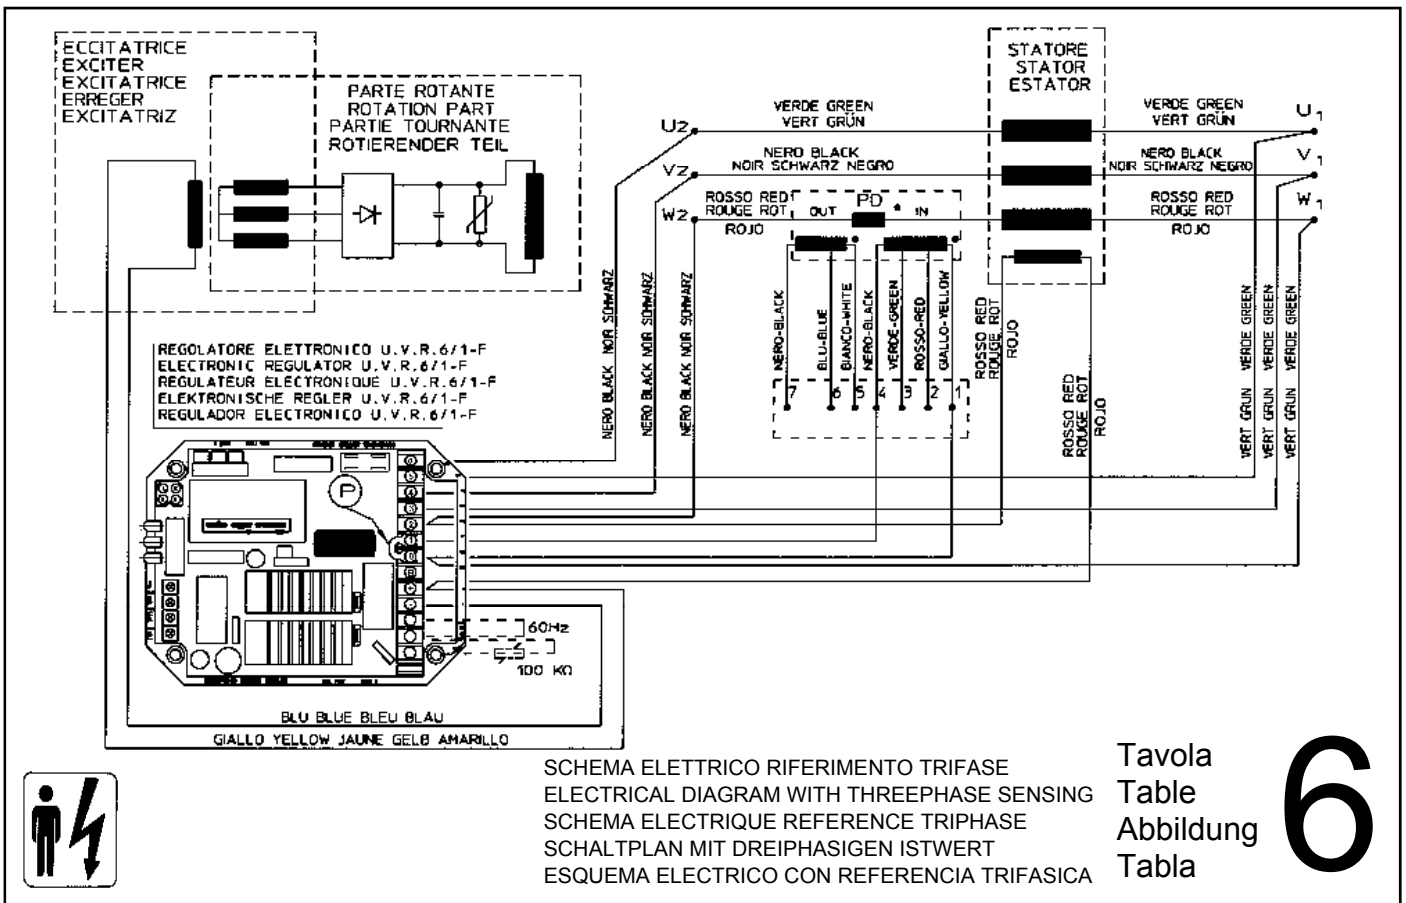 ECCITATRICE
EXCITER
EXCITATRICE
ERREGER
EXCITATRIZ
PARTE ROTANTE
ROTATION PART
PARTIE TOURNANTE
ROTIERENDER TEIL
STATORE
STATOR
ESTATOR
U2
VERDE GREEN
VERT GRÜN
VERDE GREEN
VERT GRÜN
U1
V2
NERO BLACK
NOIR SCHWARZ NEGRO
NERO BLACK
NOIR SCHWARZ NEGRO
V1
W2
ROSSO RED
ROUGE ROT
ROJO
OUT
PD
IN
ROSSO RED
ROUGE ROT
ROJO
W1
NERO BLACK NOIR SCHWARZ
NERO BLACK NOIR SCHWARZ
NERO BLACK NOIR SCHWARZ
NERO-BLACK
BLU-BLUE
BIANCO-WHITE
NERO-BLACK
VERDE-GREEN
ROSSO-RED
GIALLO-YELLOW
ROSSO RED
ROUGE ROT
ROJO
ROSSO RED
ROUGE ROT
ROJO
VERT GRUN VERDE GREEN
VERT GRUN VERDE GREEN
VERT GRUN VERDE GREEN
7 6 5 4 3 2 1
REGOLATORE ELETTRONICO U.V.R.6/1-F
ELECTRONIC REGULATOR U.V.R.6/1-F
REGULATEUR ELECTRONIQUE U.V.R.6/1-F
ELEKTRONISCHE REGLER U.V.R.6/1-F
REGULADOR ELECTRONICO U.V.R.6/1-F
P
60Hz
100 KΩ
BLU BLUE BLEU BLAU
GIALLO YELLOW JAUNE GELB AMARILLO
SCHEMA ELETTRICO RIFERIMENTO TRIFASE
ELECTRICAL DIAGRAM WITH THREEPHASE SENSING
SCHEMA ELECTRIQUE REFERENCE TRIPHASE
SCHALTPLAN MIT DREIPHASIGEN ISTWERT
ESQUEMA ELECTRICO CON REFERENCIA TRIFASICA
Tavola
Table
Abbildung
Tabla
6